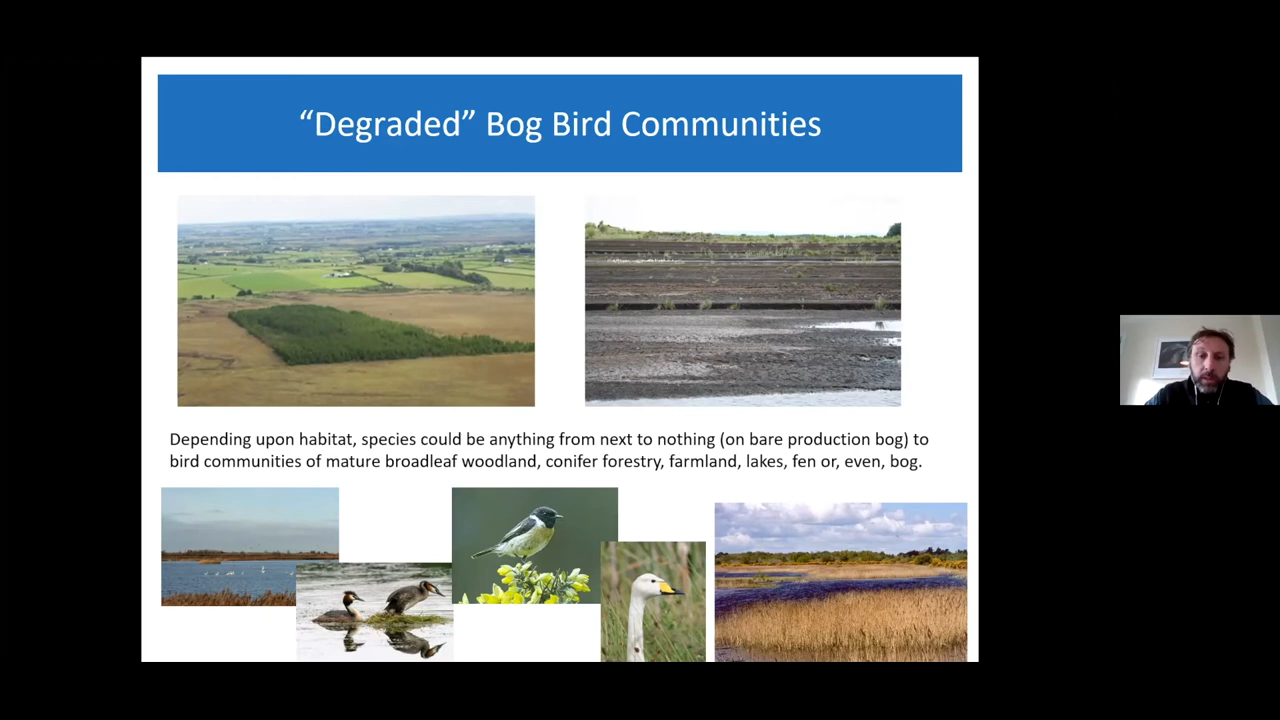 “Degraded” Bog Bird Communities
Depending upon habitat, species could be anything from next to nothing (on bare production bog) to
bird communities of mature broadleaf woodland, conifer forestry, farmland, lakes, fen or, even, bog.